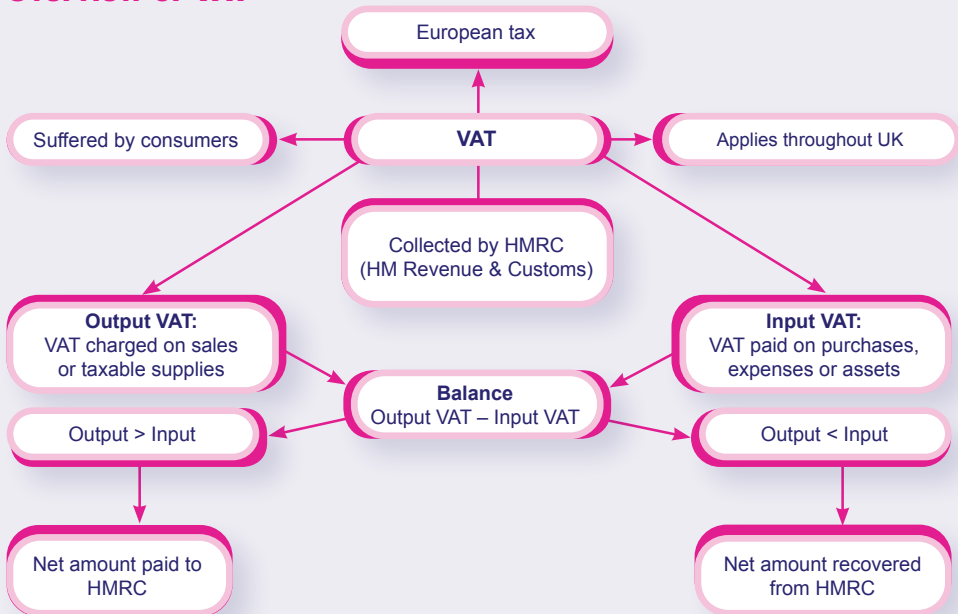 European tax
Suffered by consumers
VAT
Applies throughout UK
Collected by HMRC
(HM Revenue & Customs)
Output VAT:
VAT charged on sales
or taxable supplies
Input VAT:
VAT paid on purchases,
expenses or assets
Balance
Output VAT – Input VAT
Output > Input
Output < Input
Net amount paid to
HMRC
Net amount recovered
from HMRC